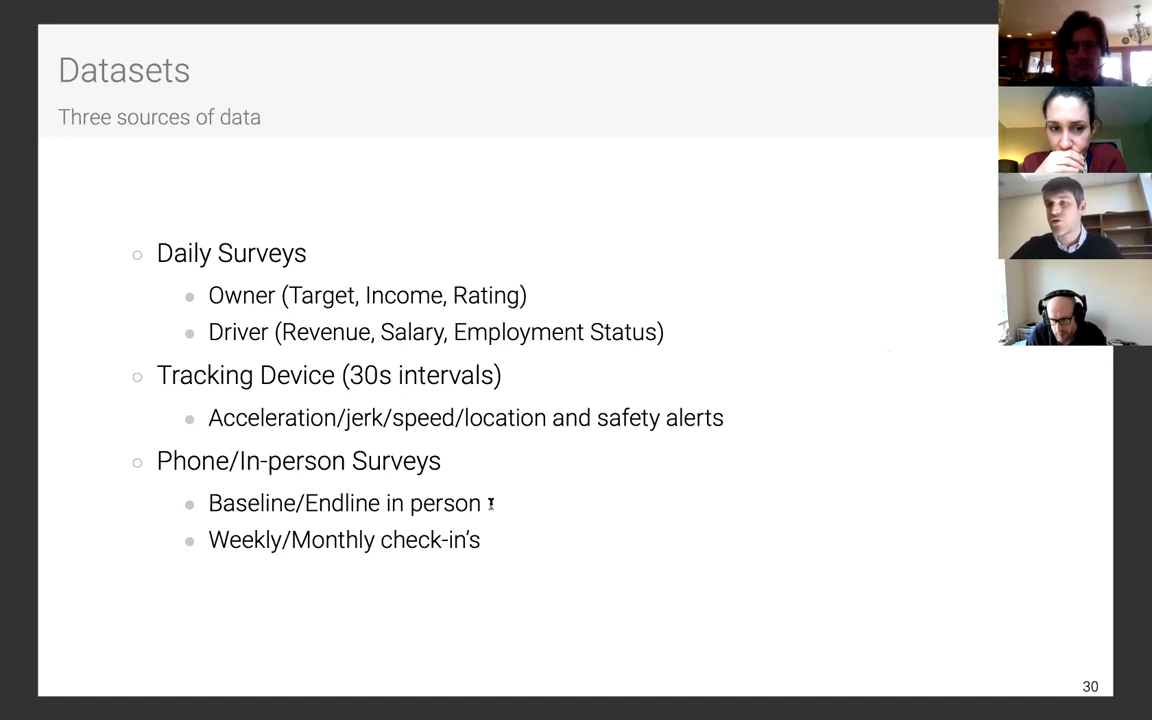 Datasets
Three sources of data
Daily Surveys
Owner (Target, Income, Rating)
Driver (Revenue, Salary, Employment Status)
Tracking Device (30s intervals)
Acceleration/jerk/speed/location and safety alerts
Phone/In-person Surveys
Baseline/Endline in person
Weekly/Monthly check-in’s
30